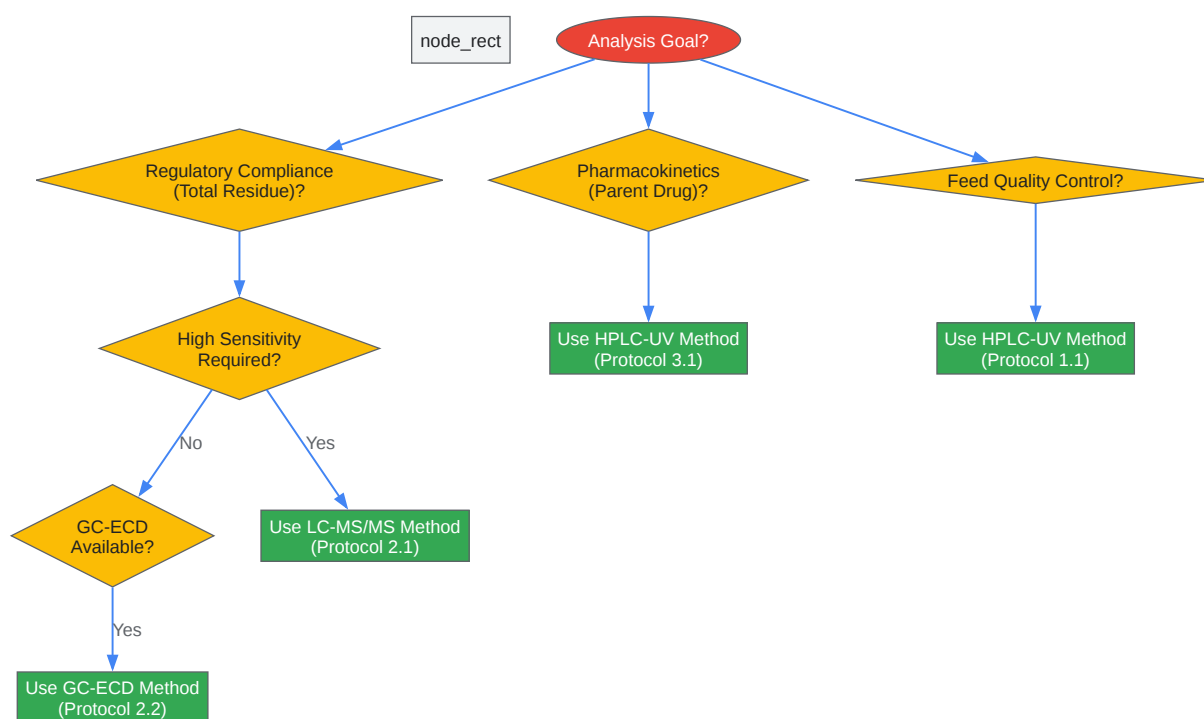 node_rect
Analysis Goal?
Regulatory Compliance
(Total Residue)?
Pharmacokinetics
(Parent Drug)?
Feed Quality Control?
High Sensitivity
Required?
Use HPLC-UV Method
(Protocol 3.1)
Use HPLC-UV Method
(Protocol 1.1)
No
Yes
GC-ECD
Available?
Use LC-MS/MS Method
(Protocol 2.1)
Yes
Use GC-ECD Method
(Protocol 2.2)